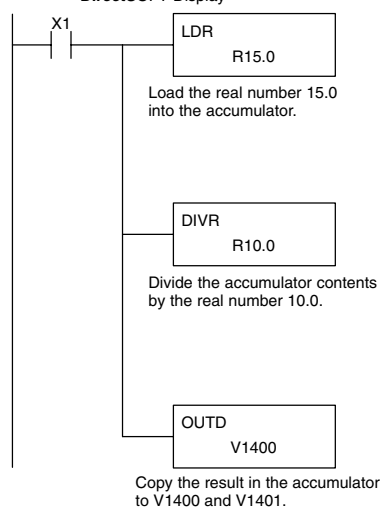 X1
LDR
R15.0
Load the real number 15.0
into the accumulator.
DIVR
R10.0
Divide the accumulator contents
by the real number 10.0.
OUTD
V1400
Copy the result in the accumulator
to V1400 and V1401.